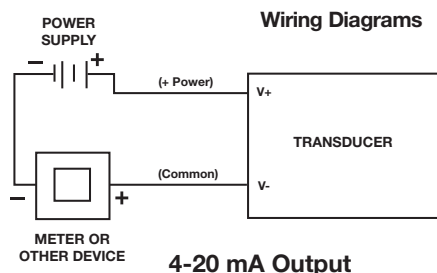 Wiring Diagrams
POWER
SUPPLY
– +
(+ Power)
V+
TRANSDUCER
(Common)
V-
– +
METER OR
OTHER DEVICE
4-20 mA Output